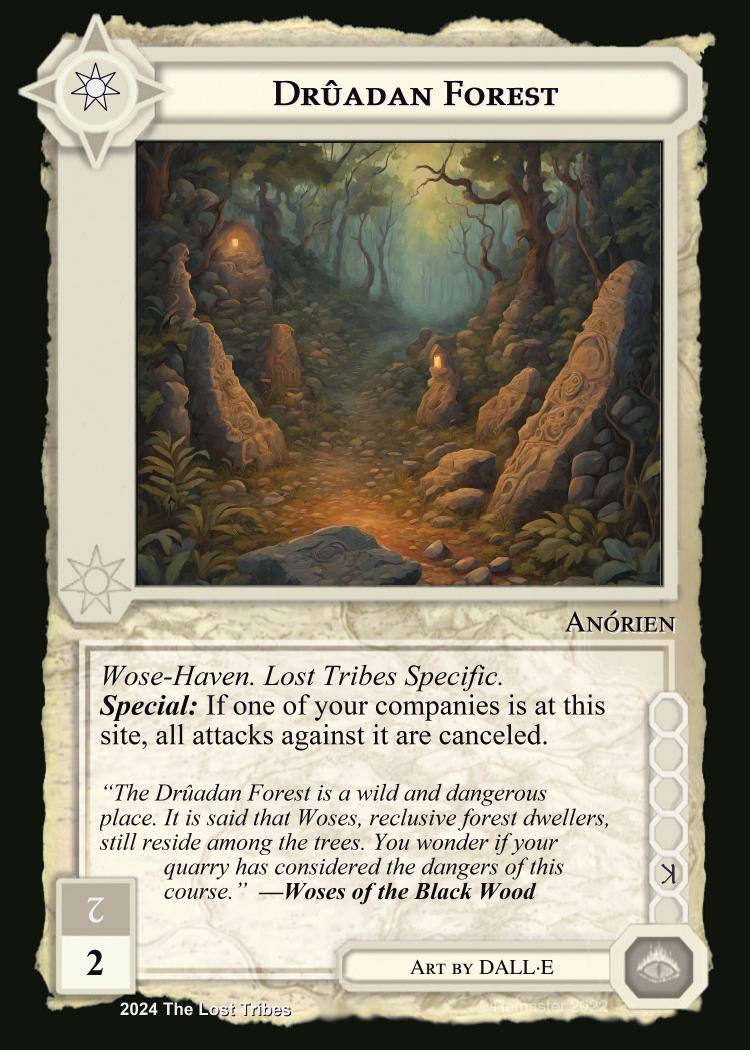 Drûadan Forest
Anórien
Wose-Haven. Lost Tribes Specific.
Special: If one of your companies is at this
site, all attacks against it are canceled.
“The Drûadan Forest is a wild and dangerous
place. It is said that Woses, reclusive forest dwellers,
still reside among the trees. You wonder if your
quarry has considered the dangers of this
course.” —Woses of the Black Wood
2
2
Art by DALL·E
2024 The Lost Tribes
Remaster 2022